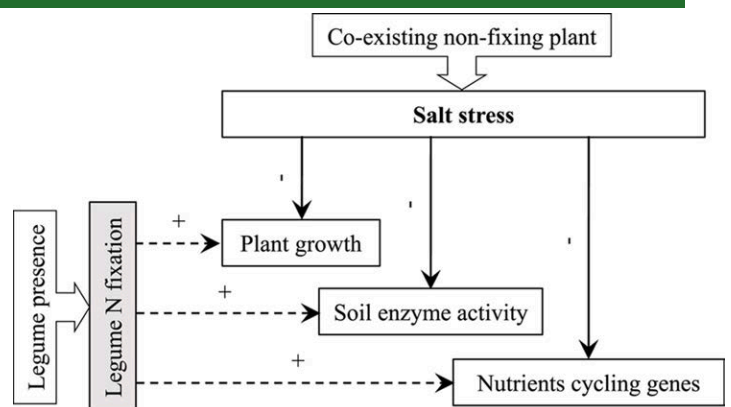 Co-existing non-fixing plant
Salt stress
+
Plant growth
+
Soil enzyme activity
+
Nutrients cycling genes
Legume presence
Legume N fixation